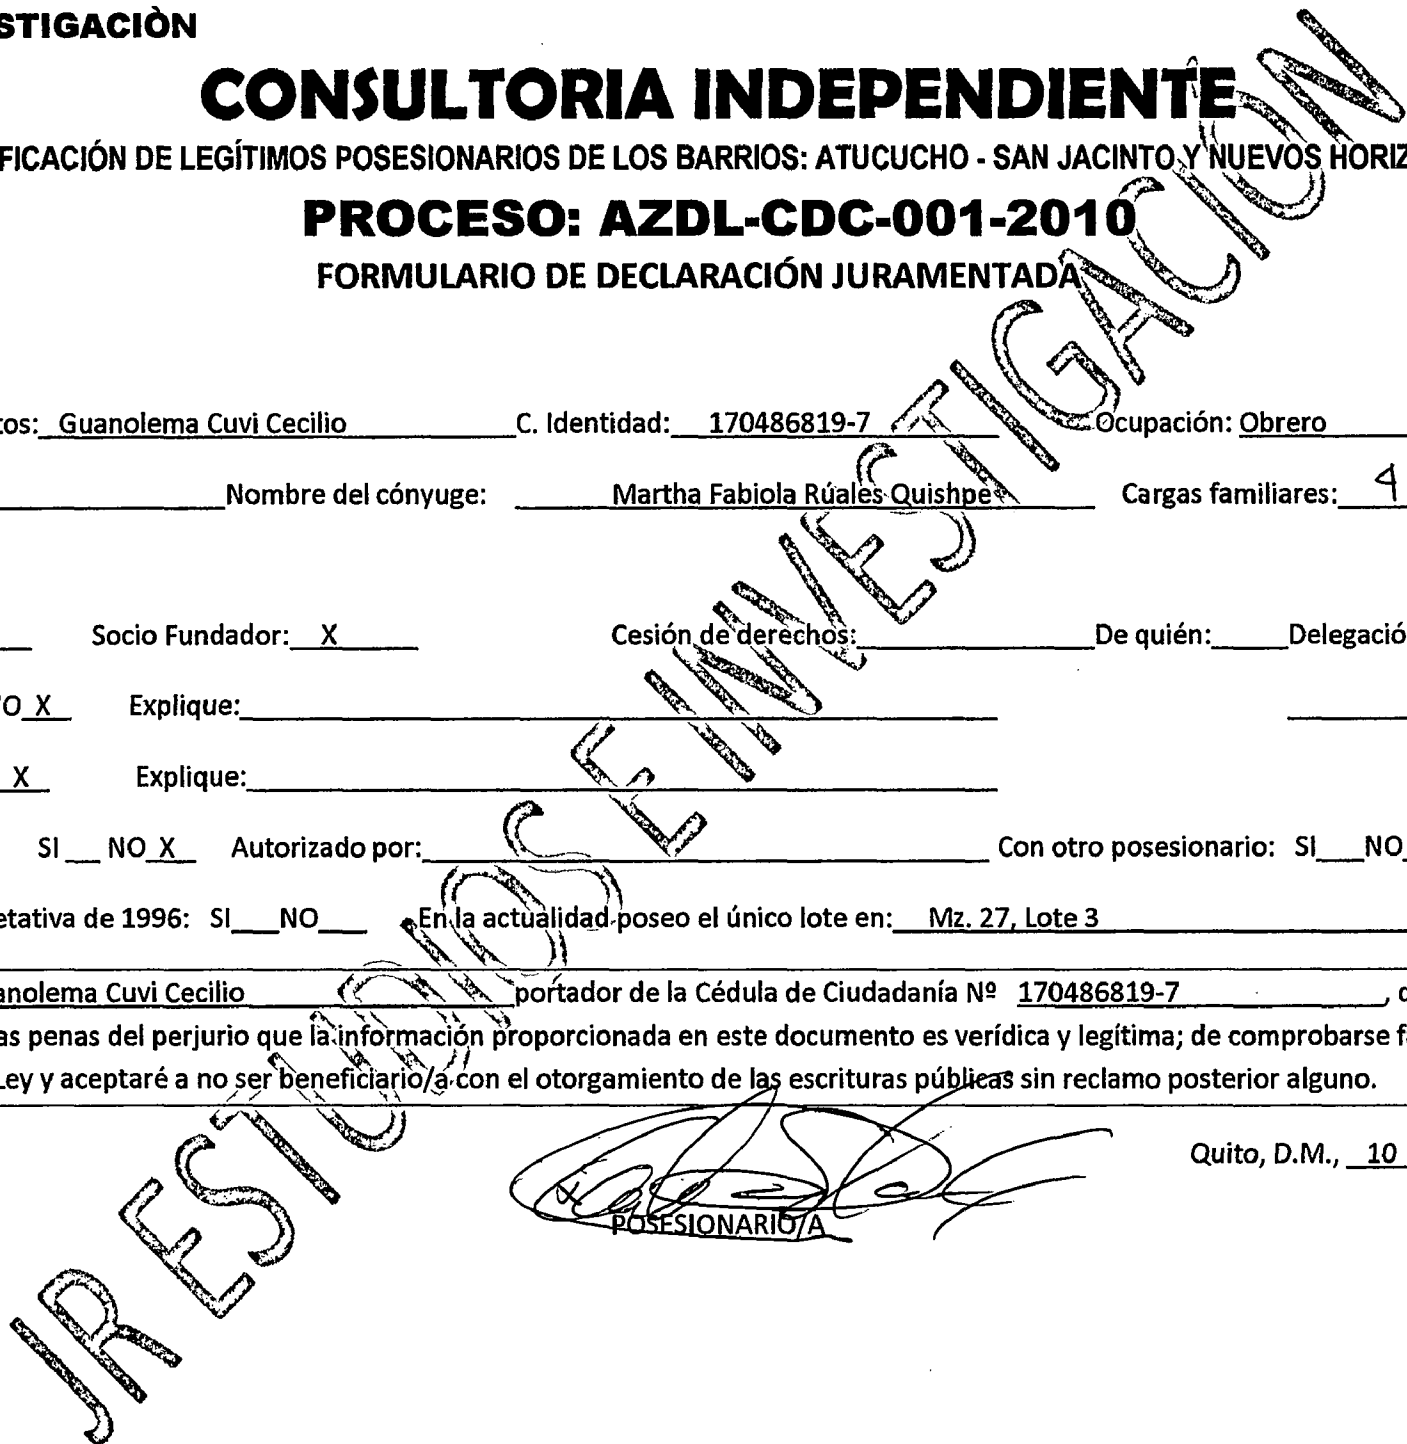 STIGACIÒN
CONSULTORIA INDEPENDIENTE
FICACIÓN DE LEGÍTIMOS POSESIONARIOS DE LOS BARRIOS: ATUCUCHO - SAN JACINTO Y NUEVOS HORIZ
PROCESO: AZDL-CDC-001-2010
FORMULARIO DE DECLARACIÓN JURAMENTADA
tos: Guanolema Cuvi Cecilio C. Identidad: 170486819-7 Ocupación: Obrero
Nombre del cónyuge: Martha Fabiola Rúales Quishpe Cargas familiares: 4
Socio Fundador: X Cesión de derechos: De quién: Delegació
O X Explique:
X Explique:
SI __ NO X Autorizado por: Con otro posesionario: SI___NO_
etativa de 1996: SI___NO___ En la actualidad poseo el único lote en: Mz. 27, Lote 3
anolema Cuvi Cecilio portador de la Cédula de Ciudadanía Nº 170486819-7 ,
as penas del perjurio que la información proporcionada en este documento es verídica y legítima; de comprobarse f
Ley y aceptaré a no ser beneficiario/a con el otorgamiento de las escrituras públicas sin reclamo posterior alguno.
Quito, D.M., 10
POSESIONARIO/A
JR ESTUDIOS E INVESTIGACIÓN